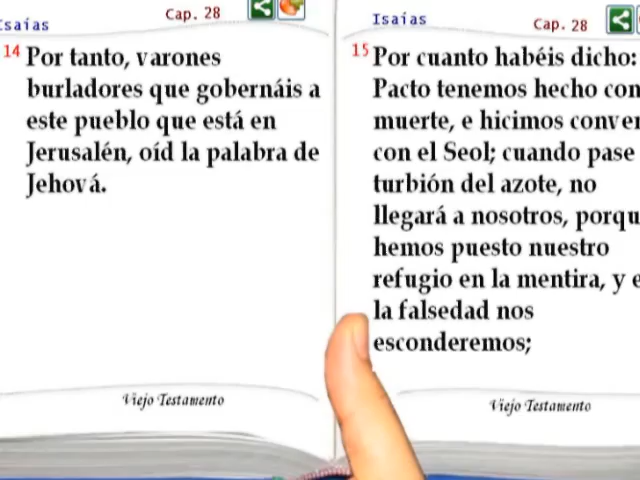 Isaías Cap. 28
14 Por tanto, varones
burladores que gobernáis a
este pueblo que está en
Jerusalén, oíd la palabra de
Jehová.
Viejo Testamento
Isaías Cap. 28
15 Por cuanto habéis dicho:
Pacto tenemos hecho con
muerte, e hicimos
con el Seol; cuando pase
turbión del azote, no
llegará a nosotros,
hemos puesto nuestro
refugio en la mentira, y
la falsedad nos
esconderemos;
Viejo Testamento